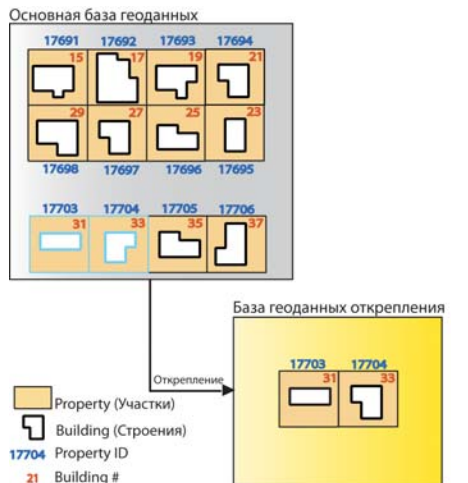 Основная база геоданных
17691 17692 17693 17694
15 17 19 21
29 27 25 23
17698 17697 17696 17695
17703 17704 17705 17706
31 33 35 37
База геоданных открепления
Открепление
17703 17704
31 33
Property (Участки)
Building (Строения)
17704 Property ID
21 Building #